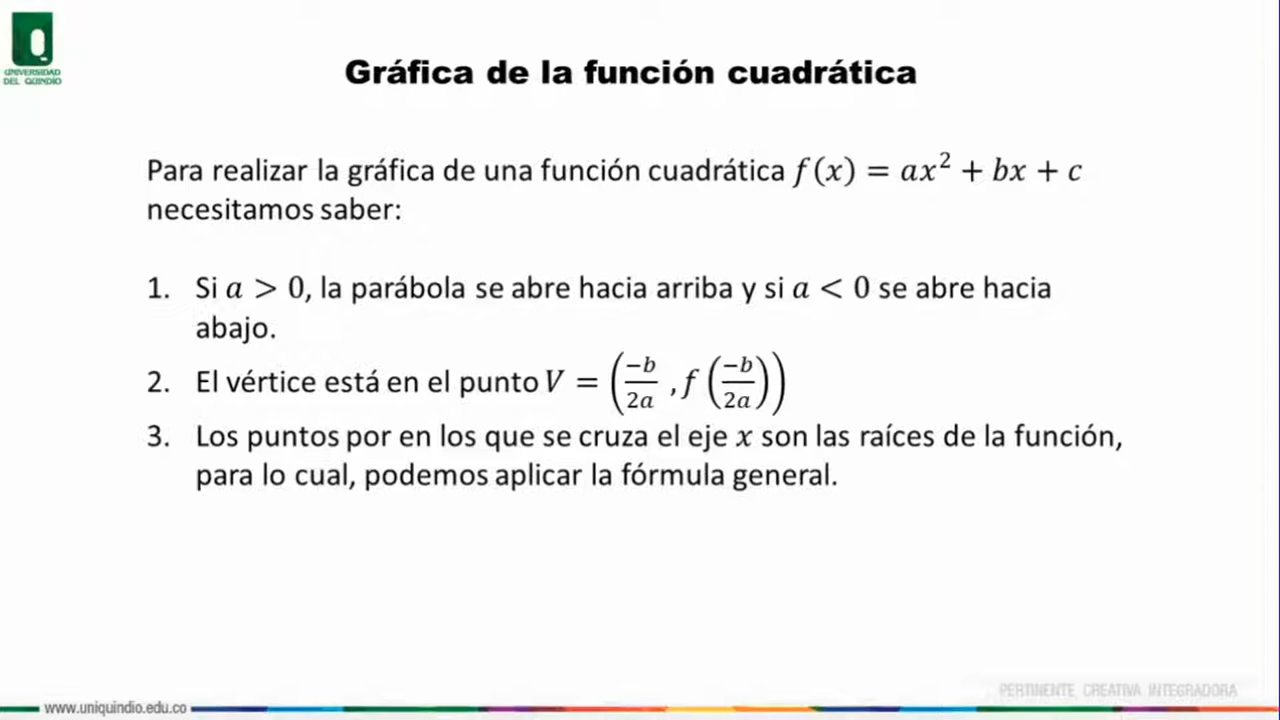 UNIVERSIDAD
DEL QUINDÍO
Gráfica de la función cuadrática
Para realizar la gráfica de una función cuadrática f(x) = ax² + bx + c
necesitamos saber:
1. Si a > 0, la parábola se abre hacia arriba y si a < 0 se abre hacia
abajo.
2. El vértice está en el punto V = (−b/2a , f(−b/2a))
3. Los puntos por en los que se cruza el eje x son las raíces de la función,
para lo cual, podemos aplicar la fórmula general.
PERTINENTE CREATIVA INTEGRADORA
www.uniquindio.edu.co